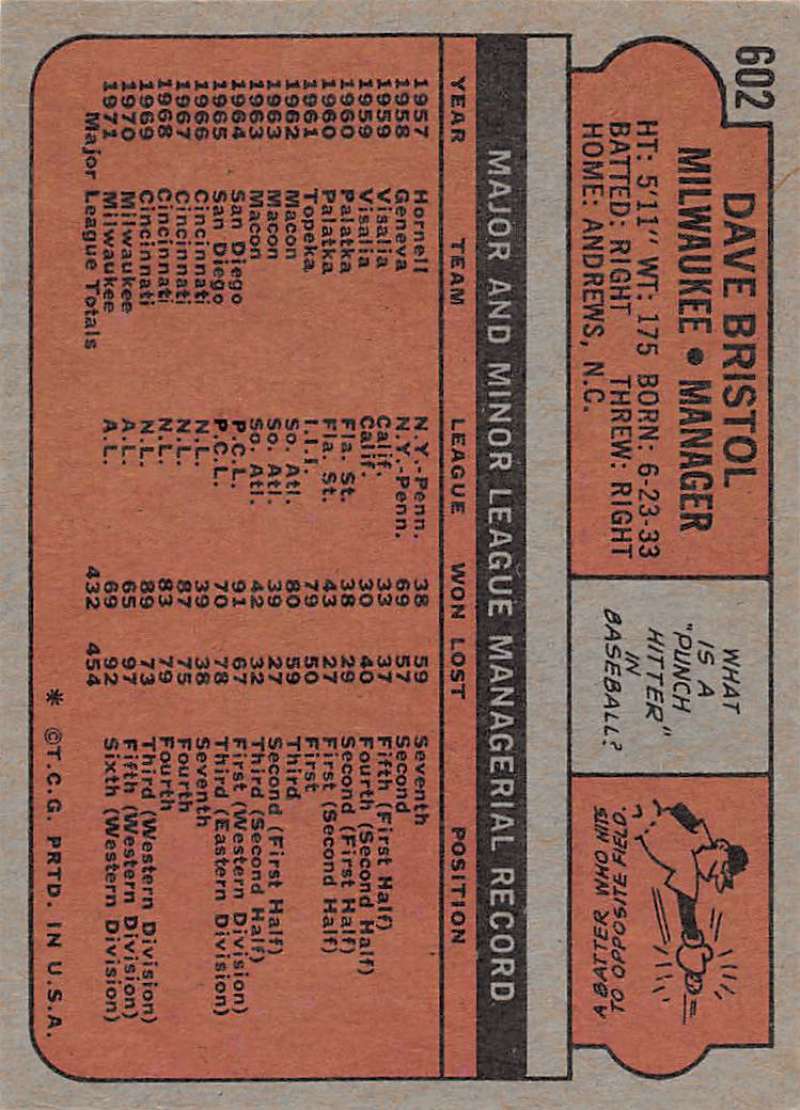 602
DAVE BRISTOL
MILWAUKEE • MANAGER
HT: 5'11" WT: 175 BORN: 6-23-33
BATTED: RIGHT THREW: RIGHT
HOME: ANDREWS, N.C.
WHAT
IS A
"PUNCH
HITTER"
IN
BASEBALL?
A BATTER WHO HITS
TO OPPOSITE FIELD.
MAJOR AND MINOR LEAGUE MANAGERIAL RECORD
YEAR TEAM LEAGUE WON LOST POSITION
1957 Hornell N.Y.-Penn. 38 59 Seventh
1958 Geneva N.Y.-Penn. 69 57 Second
1959 Visalia Calif. 33 37 Fifth (First Half)
1959 Visalia Calif. 30 40 Fourth (Second Half)
1960 Palatka Fla. St. 38 29 Second (First Half)
1960 Palatka Fla. St. 43 27 First (Second Half)
1961 Topeka I.I.I. 79 50 First
1962 Macon So. Atl. 80 59 Third
1963 Macon So. Atl. 39 27 Second (First Half)
1963 Macon So. Atl. 42 32 Third (Second Half)
1964 San Diego P.C.L. 91 67 First (Western Division)
1965 San Diego P.C.L. 70 78 Third (Eastern Division)
1966 Cincinnati N.L. 39 38 Seventh
1967 Cincinnati N.L. 87 75 Fourth
1968 Cincinnati N.L. 83 79 Fourth
1969 Cincinnati N.L. 89 73 Third (Western Division)
1970 Milwaukee A.L. 65 97 Fifth (Western Division)
1971 Milwaukee A.L. 69 92 Sixth (Western Division)
Major League Totals 432 454
* ©T.C.G. PRTD. IN U.S.A.